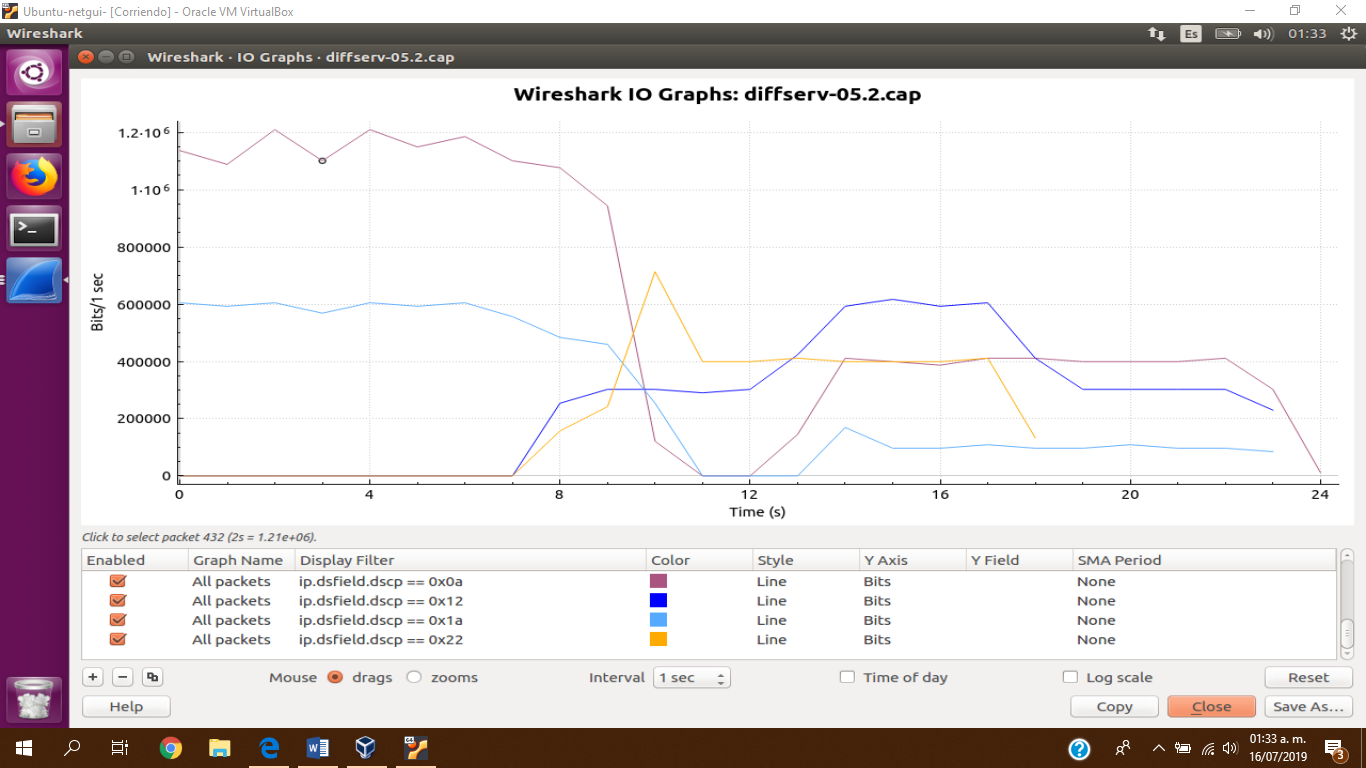 Ubuntu-netgui- [Corriendo] - Oracle VM VirtualBox
Wireshark
Es
01:33
Wireshark · IO Graphs · diffserv-05.2.cap
Wireshark IO Graphs: diffserv-05.2.cap
Bits/1 sec
1.2·10⁶
1·10⁶
800000
600000
400000
200000
0
0 4 8 12 16 20 24
Time (s)
Click to select packet 432 (2s = 1.21e+06).
Enabled Graph Name Display Filter Color Style Y Axis Y Field SMA Period
All packets ip.dsfield.dscp == 0x0a Line Bits None
All packets ip.dsfield.dscp == 0x12 Line Bits None
All packets ip.dsfield.dscp == 0x1a Line Bits None
All packets ip.dsfield.dscp == 0x22 Line Bits None
+ −
Mouse drags zooms Interval 1 sec Time of day Log scale Reset
Help Copy Close Save As...
01:33 a. m.
16/07/2019
3